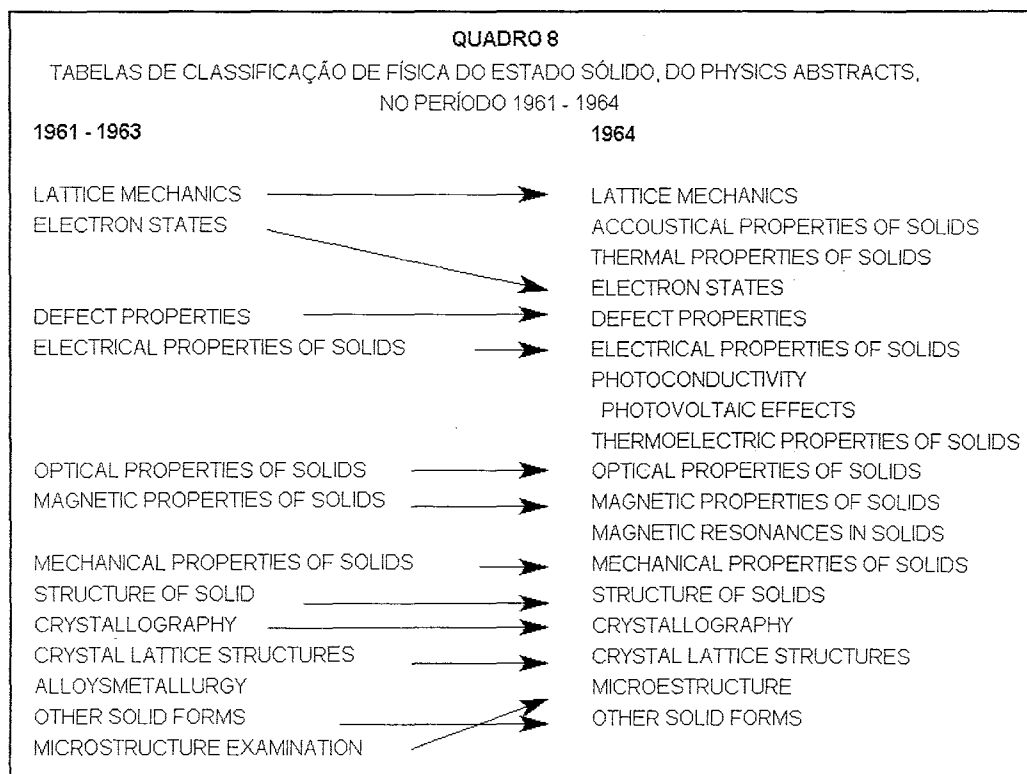 QUADRO 8
TABELAS DE CLASSIFICAÇÃO DE FÍSICA DO ESTADO SÓLIDO, DO PHYSICS ABSTRACTS,
NO PERÍODO 1961 - 1964
1961 - 1963
LATTICE MECHANICS
ELECTRON STATES
DEFECT PROPERTIES
ELECTRICAL PROPERTIES OF SOLIDS
OPTICAL PROPERTIES OF SOLIDS
MAGNETIC PROPERTIES OF SOLIDS
MECHANICAL PROPERTIES OF SOLIDS
STRUCTURE OF SOLID
CRYSTALLOGRAPHY
CRYSTAL LATTICE STRUCTURES
ALLOYSMETALLURGY
OTHER SOLID FORMS
MICROSTRUCTURE EXAMINATION
1964
LATTICE MECHANICS
ACCOUSTICAL PROPERTIES OF SOLIDS
THERMAL PROPERTIES OF SOLIDS
ELECTRON STATES
DEFECT PROPERTIES
ELECTRICAL PROPERTIES OF SOLIDS
PHOTOCONDUCTIVITY
PHOTOVOLTAIC EFFECTS
THERMOELECTRIC PROPERTIES OF SOLIDS
OPTICAL PROPERTIES OF SOLIDS
MAGNETIC PROPERTIES OF SOLIDS
MAGNETIC RESONANCES IN SOLIDS
MECHANICAL PROPERTIES OF SOLIDS
STRUCTURE OF SOLIDS
CRYSTALLOGRAPHY
CRYSTAL LATTICE STRUCTURES
MICROESTRUCTURE
OTHER SOLID FORMS